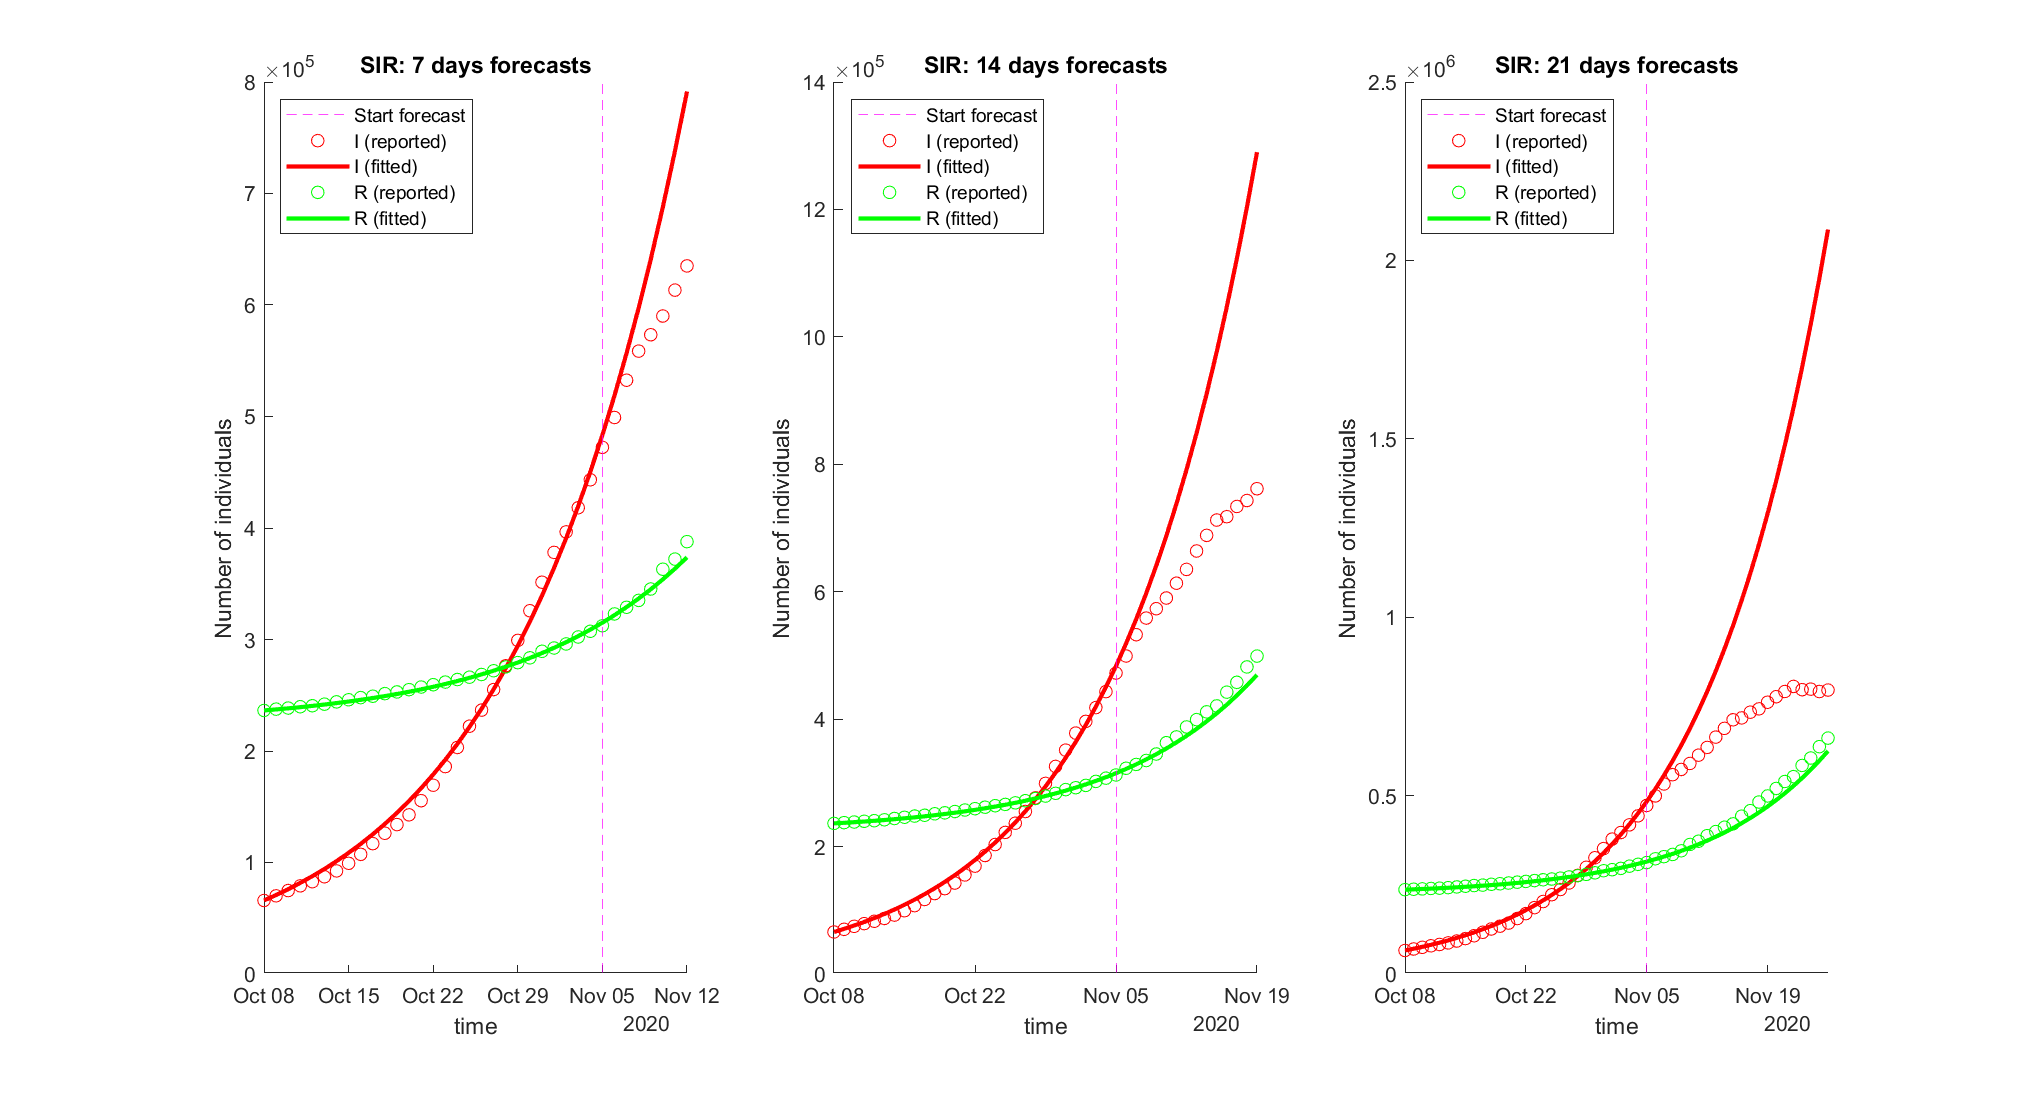 ×10^5
SIR: 7 days forecasts
8
7
6
5
4
3
2
1
0
Number of individuals
Start forecast
I (reported)
I (fitted)
R (reported)
R (fitted)
Oct 08 Oct 15 Oct 22 Oct 29 Nov 05 Nov 12
time
2020
×10^5
SIR: 14 days forecasts
14
12
10
8
6
4
2
0
Number of individuals
Start forecast
I (reported)
I (fitted)
R (reported)
R (fitted)
Oct 08 Oct 22 Nov 05 Nov 19
time
2020
×10^6
SIR: 21 days forecasts
2.5
2
1.5
1
0.5
0
Number of individuals
Start forecast
I (reported)
I (fitted)
R (reported)
R (fitted)
Oct 08 Oct 22 Nov 05 Nov 19
time
2020